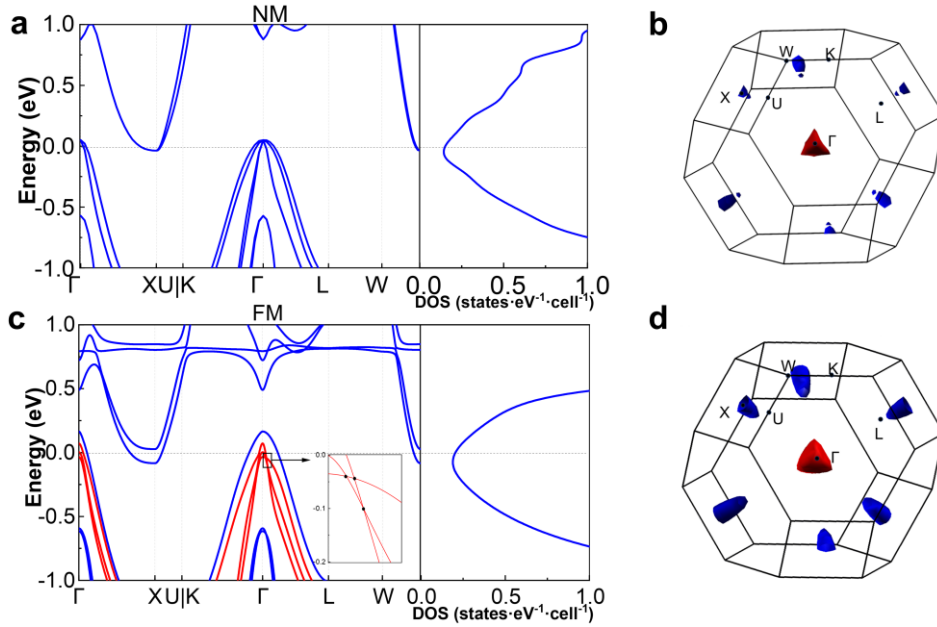 a
NM
Energy (eV)
1.0
0.5
0.0
-0.5
-1.0
Γ
XU|K
Γ
L
W
0.0
0.5
1.0
DOS (states·eV⁻¹·cell⁻¹)
b
W
K
X
U
L
Γ
c
FM
Energy (eV)
1.0
0.5
0.0
-0.5
-1.0
0.0
-0.1
0.2
Γ
XU|K
Γ
L
W
0.0
0.5
1.0
DOS (states·eV⁻¹·cell⁻¹)
d
W
K
X
U
L
Γ